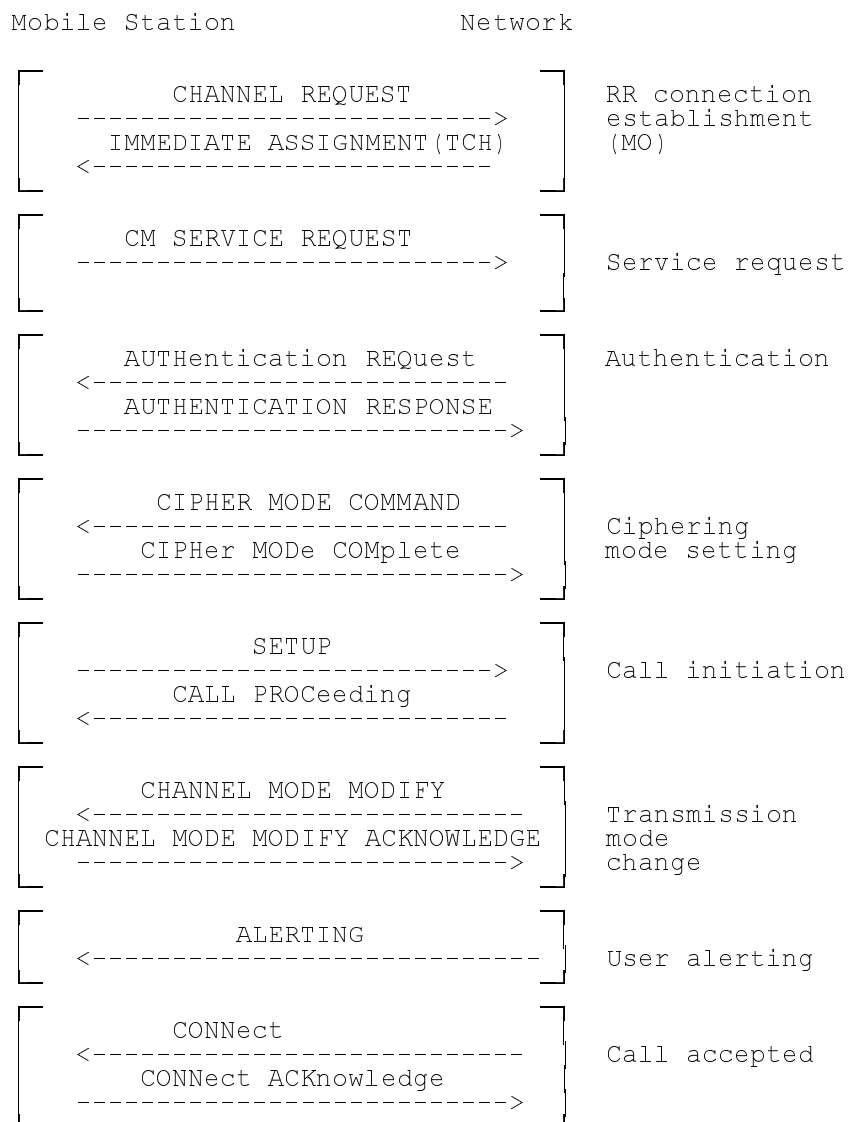 Mobile Station Network
CHANNEL REQUEST RR connection
-------------------------->  establishment
IMMEDIATE ASSIGNMENT(TCH) (MO)
<-------------------------
CM SERVICE REQUEST
--------------------------> Service request
AUTHentication REQuest Authentication
<--------------------------
AUTHENTICATION RESPONSE
--------------------------->
CIPHER MODE COMMAND
<-------------------------- Ciphering
CIPHer MODe COMplete mode setting
--------------------------->
SETUP
--------------------------> Call initiation
CALL PROCeeding
<--------------------------
CHANNEL MODE MODIFY
<--------------------------- Transmission
CHANNEL MODE MODIFY ACKNOWLEDGE mode
---------------------------> change
ALERTING
<---------------------------- User alerting
CONNect
<--------------------------- Call accepted
CONNect ACKnowledge
--------------------------->